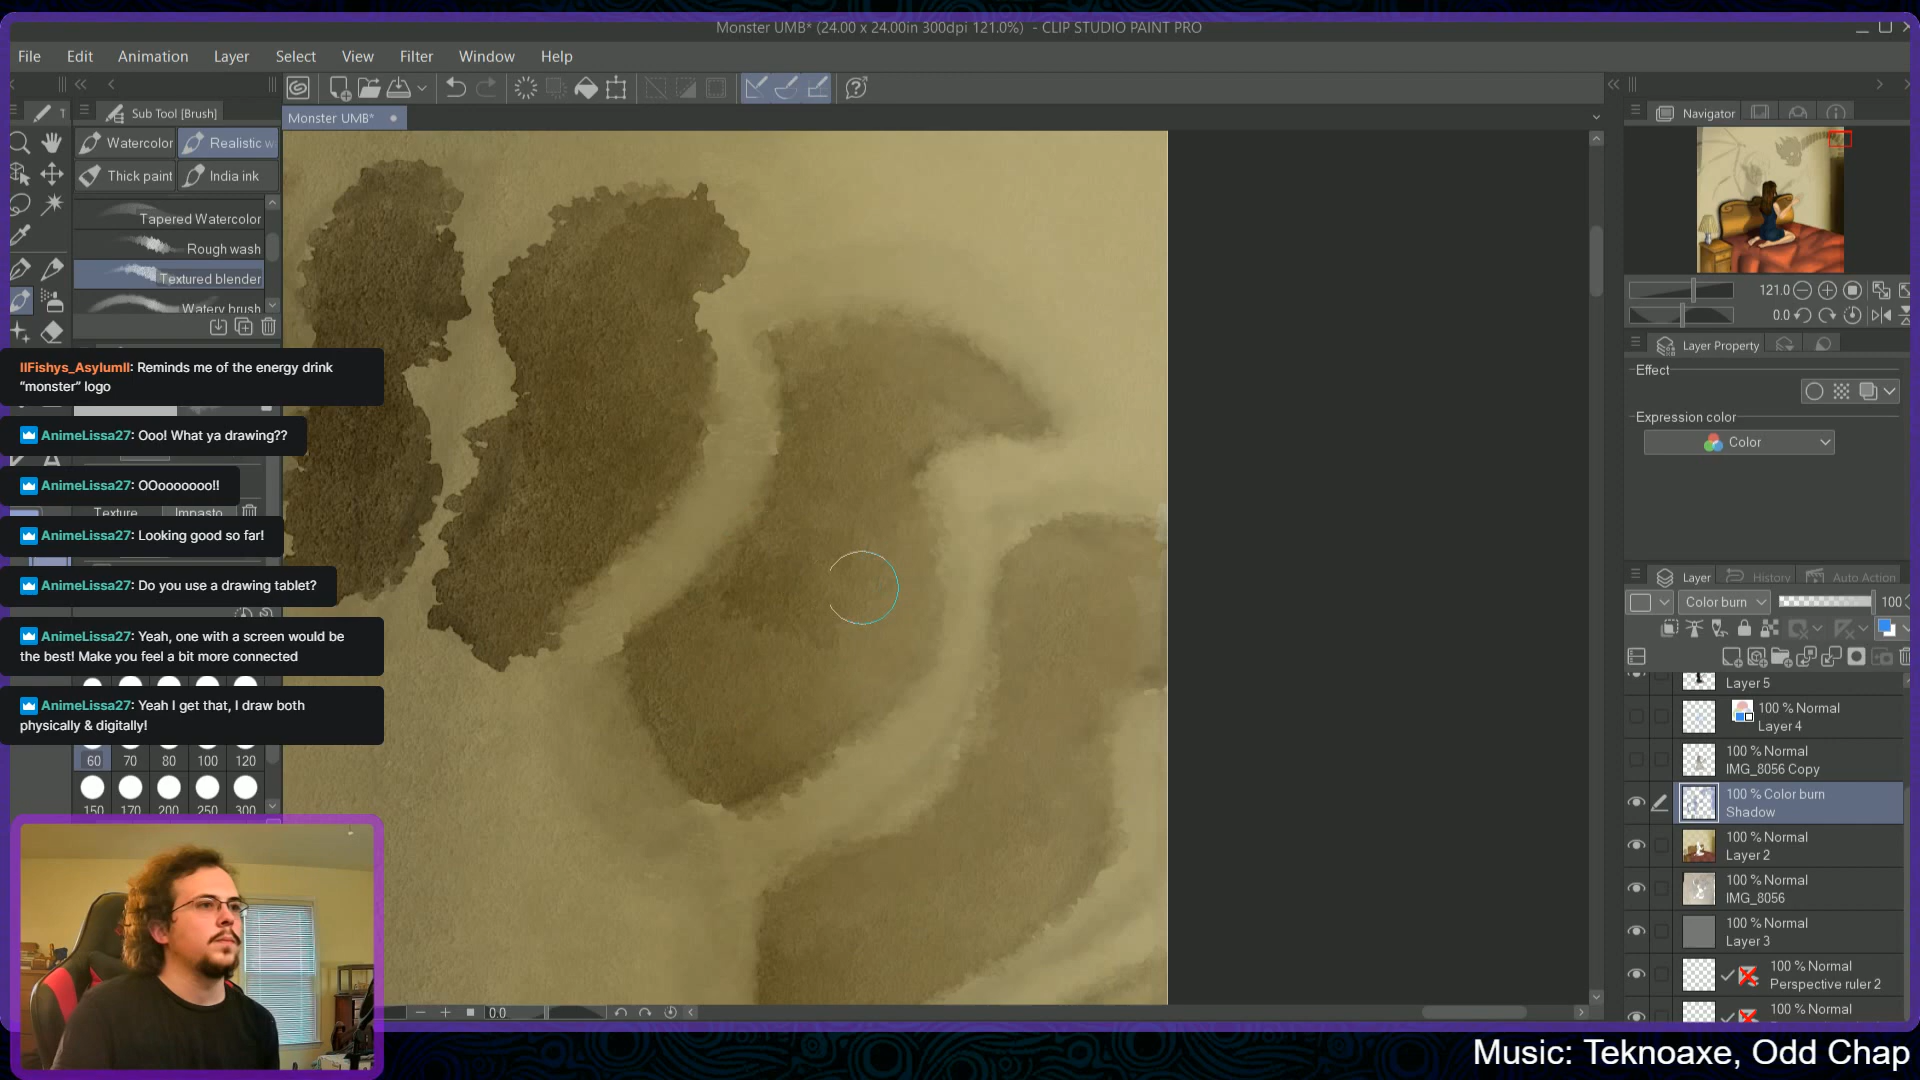 Monster UMB* (24.00 x 24.00in 300dpi 121.0%) - CLIP STUDIO PAINT PRO
File Edit Animation Layer Select View Filter Window Help
Sub Tool [Brush]
Monster UMB*
Navigator
Watercolor
Realistic w
Thick paint
India ink
Tapered Watercolor
Rough wash
Textured blender
Watery brush
121.0
0.0
Layer Property
Effect
Expression color
Color
IIFishys_AsylumII: Reminds me of the energy drink
“monster” logo
AnimeLissa27: Ooo! What ya drawing??
AnimeLissa27: OOooooooo!!
Texture Impasto
AnimeLissa27: Looking good so far!
AnimeLissa27: Do you use a drawing tablet?
AnimeLissa27: Yeah, one with a screen would be
the best! Make you feel a bit more connected
AnimeLissa27: Yeah I get that, I draw both
physically & digitally!
60 70 80 100 120
150 170 200 250 300
Layer History Auto Action
Color burn 100
Layer 5
100 % Normal
Layer 4
100 % Normal
IMG_8056 Copy
100 % Color burn
Shadow
100 % Normal
Layer 2
100 % Normal
IMG_8056
100 % Normal
Layer 3
100 % Normal
Perspective ruler 2
100 % Normal
0.0
Music: Teknoaxe, Odd Chap